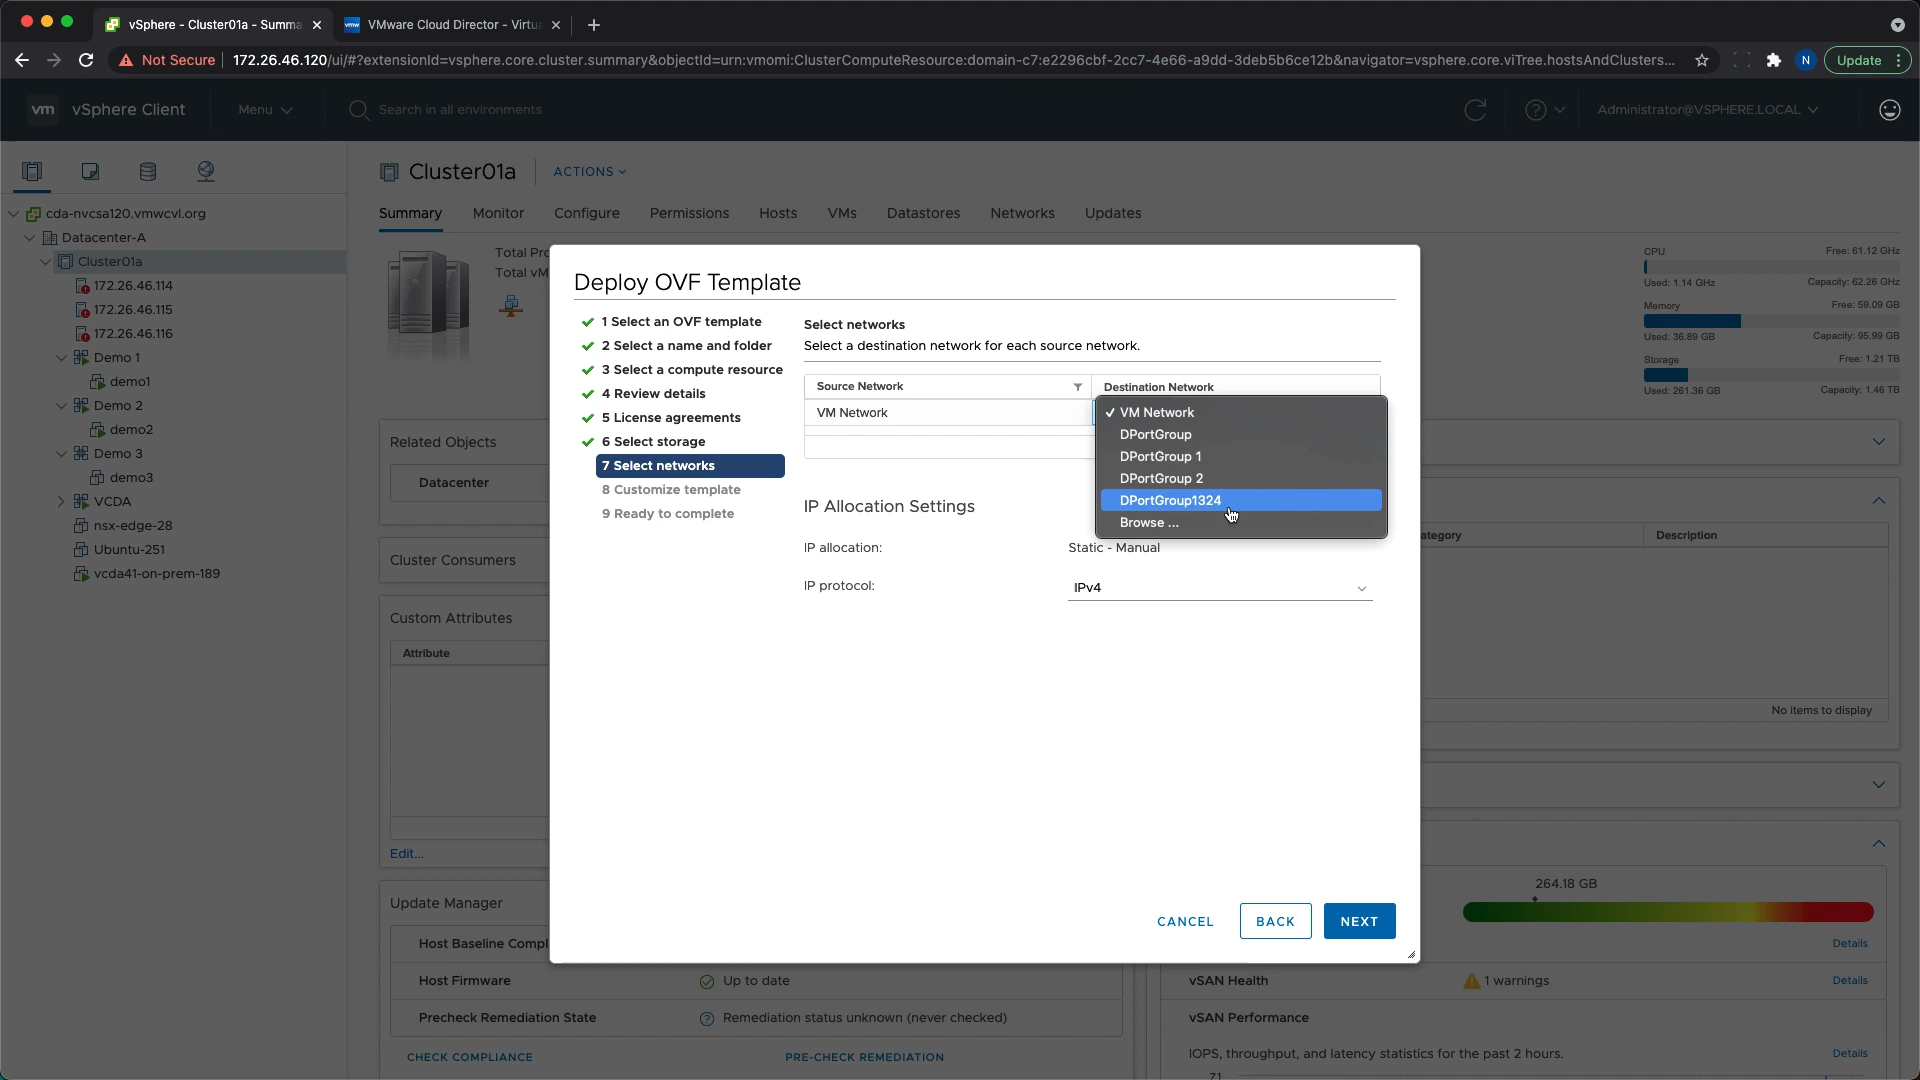 vSphere - Cluster01a - Summa
VMware Cloud Director - Virtu
Not Secure
172.26.46.120/ui/#?extensionId=vsphere.core.cluster.summary&objectId=urn:vmomi:ClusterComputeResource:domain-c7:e2296cbf-2cc7-4e66-a9dd-3deb5b6ce12b&navigator=vsphere.core.viTree.hostsAndClusters...
N
Update
vm
vSphere Client
Menu
Search in all environments
Administrator@VSPHERE.LOCAL
Cluster01a
ACTIONS
Summary
Monitor
Configure
Permissions
Hosts
VMs
Datastores
Networks
Updates
cda-nvcsa120.vmwcvl.org
Datacenter-A
Cluster01a
172.26.46.114
172.26.46.115
172.26.46.116
Demo 1
demo1
Demo 2
demo2
Demo 3
demo3
VCDA
nsx-edge-28
Ubuntu-251
vcda41-on-prem-189
Total Pro
Total vM
CPU
Free: 61.12 GHz
Used: 1.14 GHz
Capacity: 62.26 GHz
Memory
Free: 59.09 GB
Used: 36.89 GB
Capacity: 95.99 GB
Storage
Free: 1.21 TB
Used: 261.36 GB
Capacity: 1.46 TB
Deploy OVF Template
1 Select an OVF template
2 Select a name and folder
3 Select a compute resource
4 Review details
5 License agreements
6 Select storage
7 Select networks
8 Customize template
9 Ready to complete
Select networks
Select a destination network for each source network.
Source Network
Destination Network
VM Network
VM Network
DPortGroup
DPortGroup 1
DPortGroup 2
DPortGroup1324
Browse ...
IP Allocation Settings
IP allocation:
Static - Manual
IP protocol:
IPv4
CANCEL
BACK
NEXT
Related Objects
Datacenter
Cluster Consumers
Custom Attributes
Attribute
Edit...
ategory
Description
No items to display
Update Manager
Host Baseline Compl
Host Firmware
Up to date
Precheck Remediation State
Remediation status unknown (never checked)
CHECK COMPLIANCE
PRE-CHECK REMEDIATION
264.18 GB
Details
vSAN Health
1 warnings
Details
vSAN Performance
IOPS, throughput, and latency statistics for the past 2 hours.
Details
71